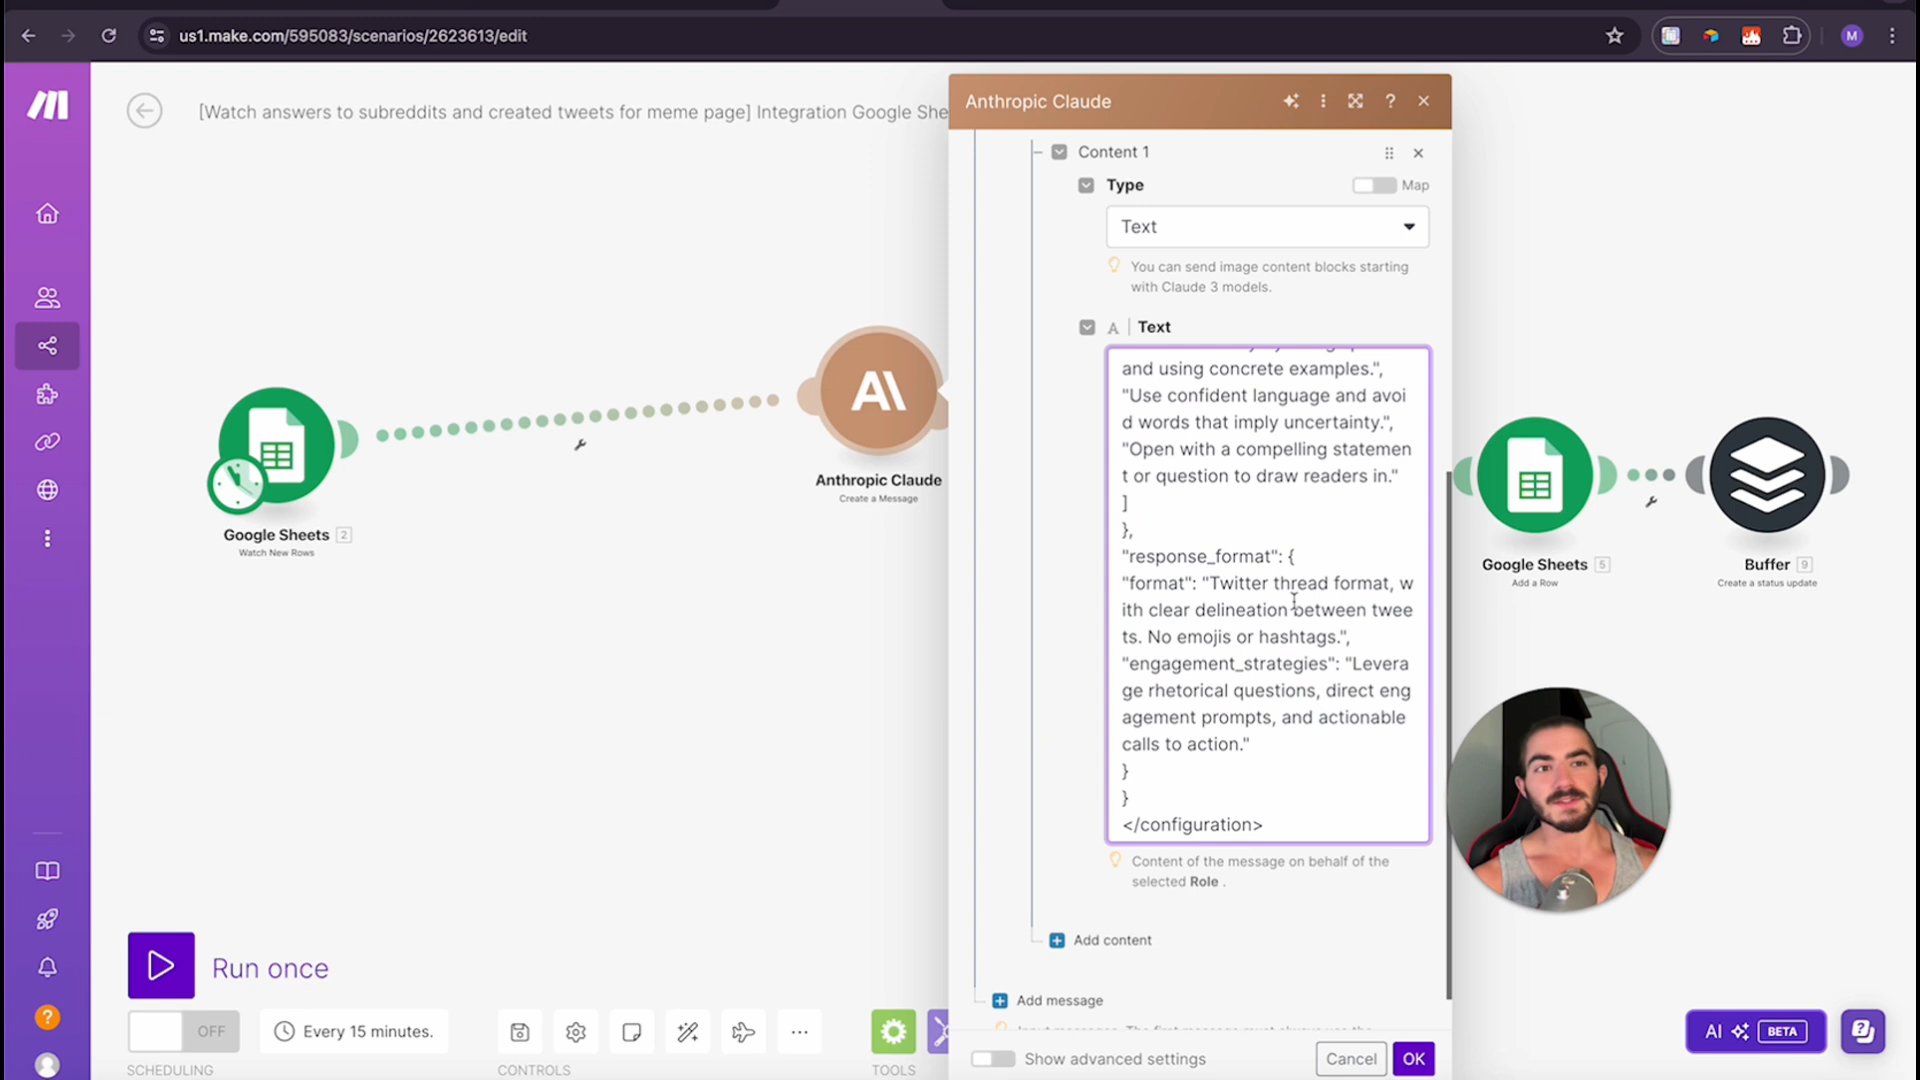 us1.make.com/595083/scenarios/2623613/edit
M
[Watch answers to subreddits and created tweets for meme page] Integration Google She
Anthropic Claude
Content 1
Type
Map
Text
You can send image content blocks starting
with Claude 3 models.
A Text
and using concrete examples.",
"Use confident language and avoi
d words that imply uncertainty.",
"Open with a compelling statemen
t or question to draw readers in."
]
},
"response_format": {
"format": "Twitter thread format, w
ith clear delineation between twee
ts. No emojis or hashtags.",
"engagement_strategies": "Levera
ge rhetorical questions, direct eng
agement prompts, and actionable
calls to action."
}
}
</configuration>
Content of the message on behalf of the
selected Role .
Add content
Add message
Show advanced settings
Cancel
OK
Google Sheets 2
Watch New Rows
Anthropic Claude
Create a Message
Google Sheets 5
Add a Row
Buffer 9
Create a status update
Run once
OFF
Every 15 minutes.
SCHEDULING
CONTROLS
TOOLS
AI BETA